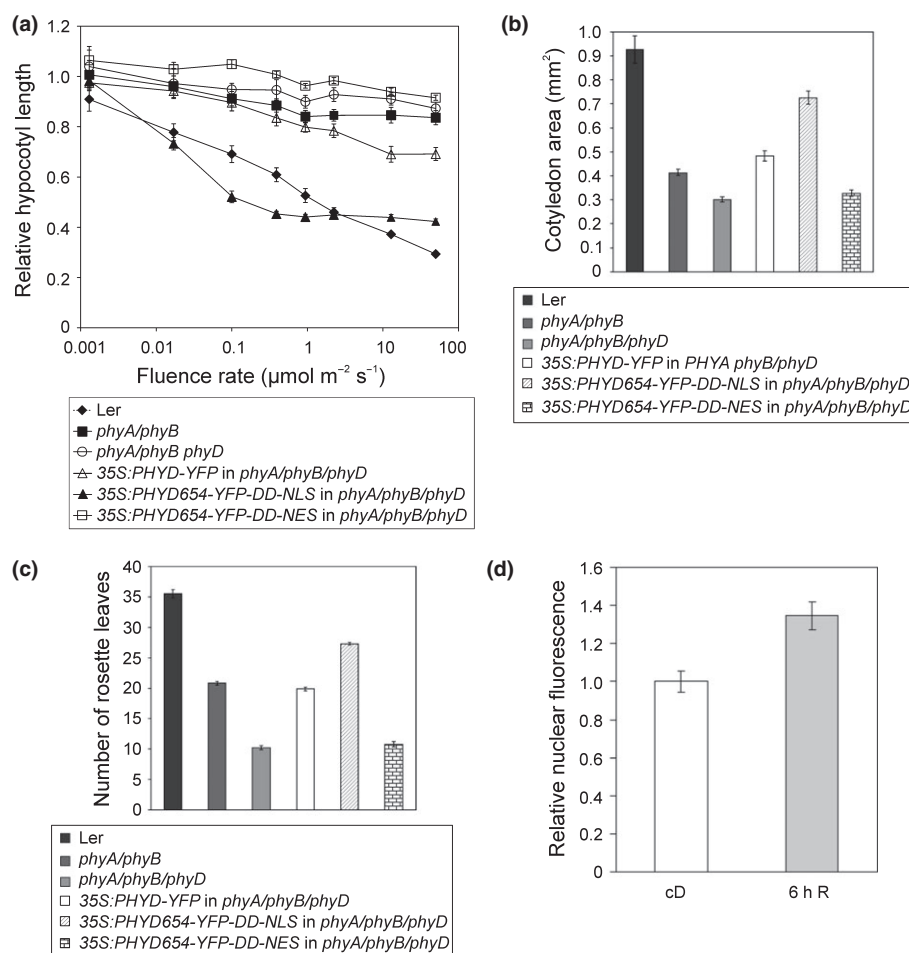 (a)
1.2
1.0
0.8
0.6
0.4
0.2
0
Relative hypocotyl length
0.001 0.01 0.1 1 10 100
Fluence rate (µmol m⁻² s⁻¹)
Ler
phyA/phyB
phyA/phyB phyD
35S:PHYD-YFP in phyA/phyB/phyD
35S:PHYD654-YFP-DD-NLS in phyA/phyB/phyD
35S:PHYD654-YFP-DD-NES in phyA/phyB/phyD
(b)
1
0.9
0.8
0.7
0.6
0.5
0.4
0.3
0.2
0.1
0
Cotyledon area (mm²)
Ler
phyA/phyB
phyA/phyB/phyD
35S:PHYD-YFP in PHYA phyB/phyD
35S:PHYD654-YFP-DD-NLS in phyA/phyB/phyD
35S:PHYD654-YFP-DD-NES in phyA/phyB/phyD
(c)
40
35
30
25
20
15
10
5
0
Number of rosette leaves
Ler
phyA/phyB
phyA/phyB/phyD
35S:PHYD-YFP in phyA/phyB/phyD
35S:PHYD654-YFP-DD-NLS in phyA/phyB/phyD
35S:PHYD654-YFP-DD-NES in phyA/phyB/phyD
(d)
1.6
1.4
1.2
1.0
0.8
0.6
0.4
0.2
0
Relative nuclear fluorescence
cD 6 h R